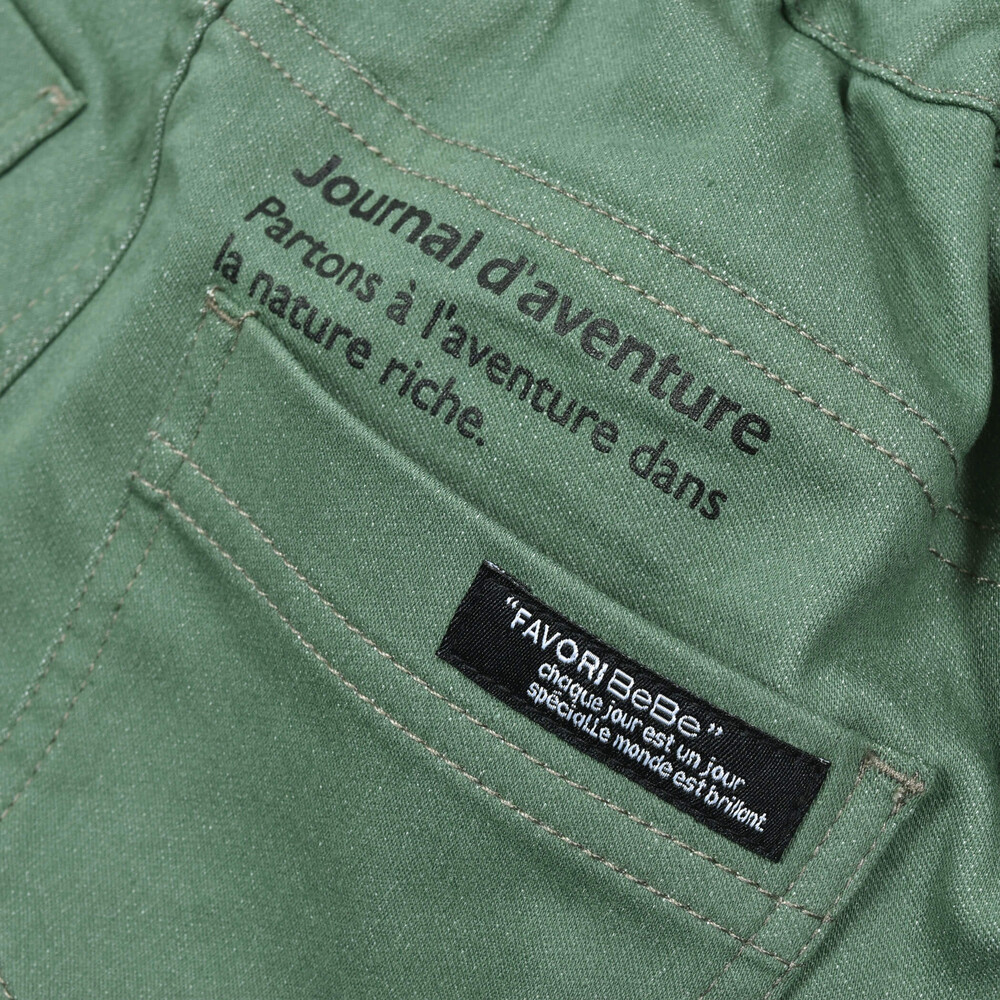 Journal d'aventure
Partons à l'aventure dans
la nature riche.
“FAVORI BeBe”
chaque jour est un jour
spéciaLLe monde est brillant.